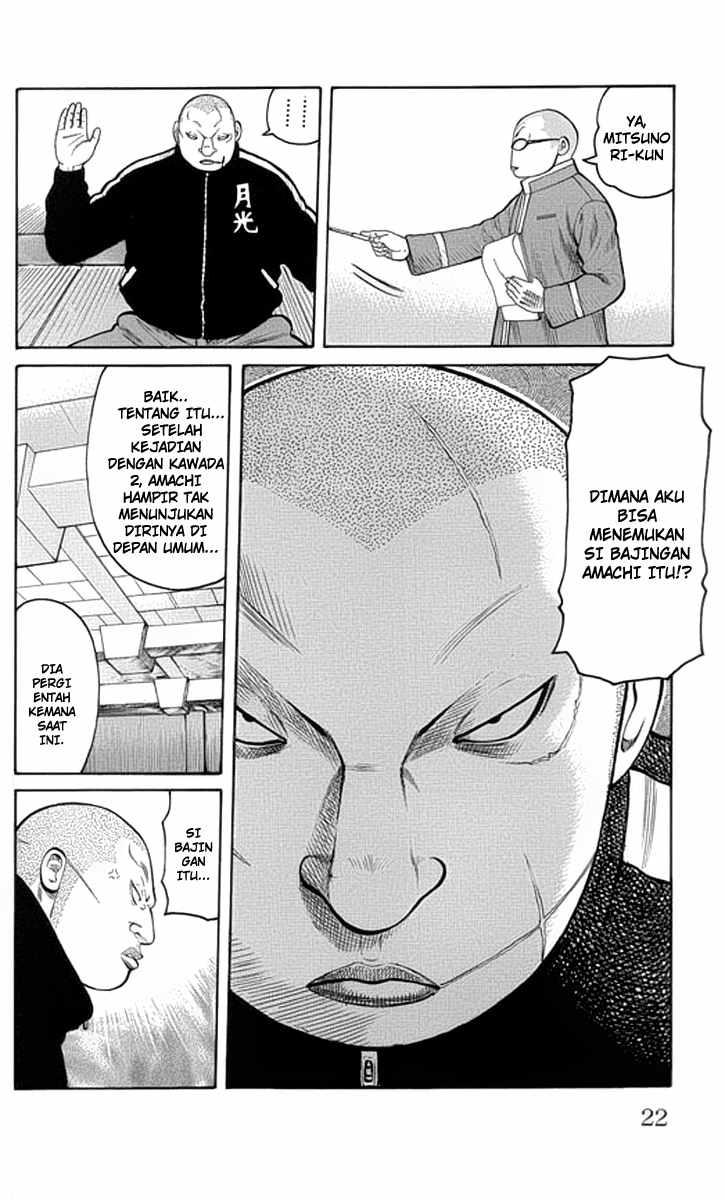 YA,
MITSUNO
RI-KUN
月
光
DIMANA AKU
BISA
MENEMUKAN
SI BAJINGAN
AMACHI ITU!?
BAIK..
TENTANG ITU...
SETELAH
KEJADIAN
DENGAN KAWADA
2, AMACHI
HAMPIR TAK
MENUNJUKAN
DIRINYA DI
DEPAN UMUM...
DIA
PERGI
ENTAH
KEMANA
SAAT
INI.
SI
BAJIN
GAN
ITU...
22